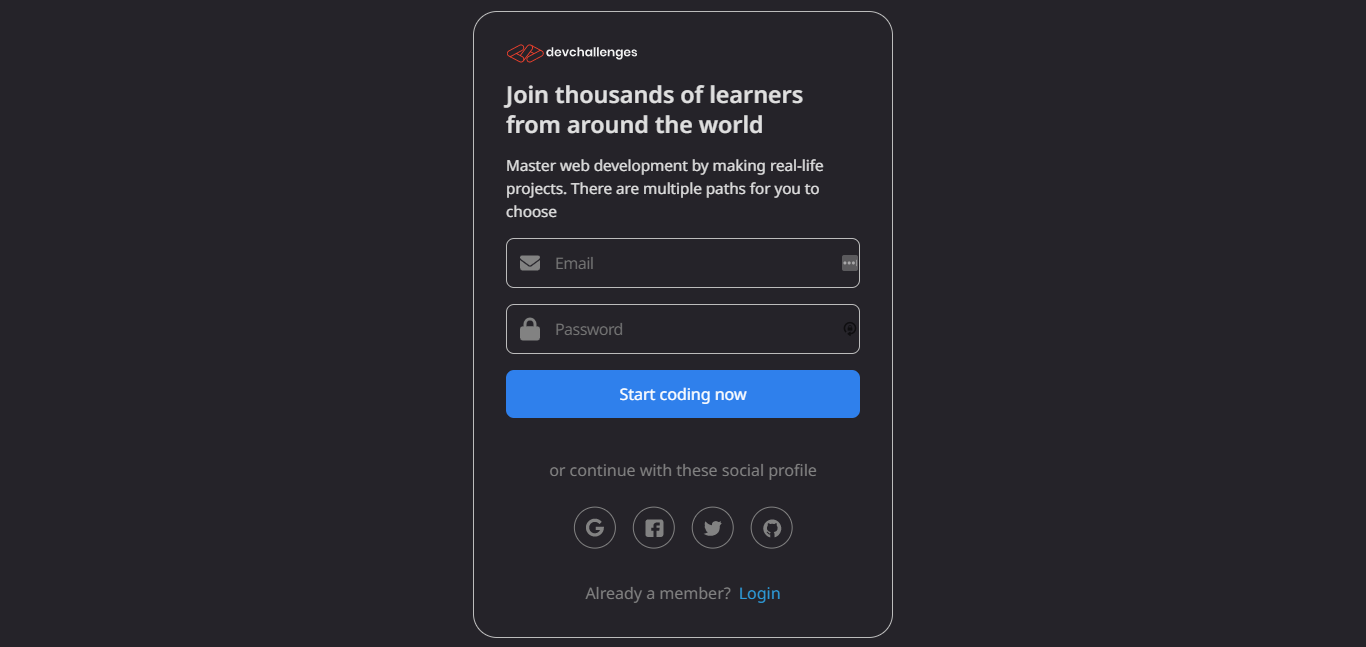 devchallenges
Join thousands of learners
from around the world
Master web development by making real-life
projects. There are multiple paths for you to
choose
Email
Password
Start coding now
or continue with these social profile
Already a member? Login